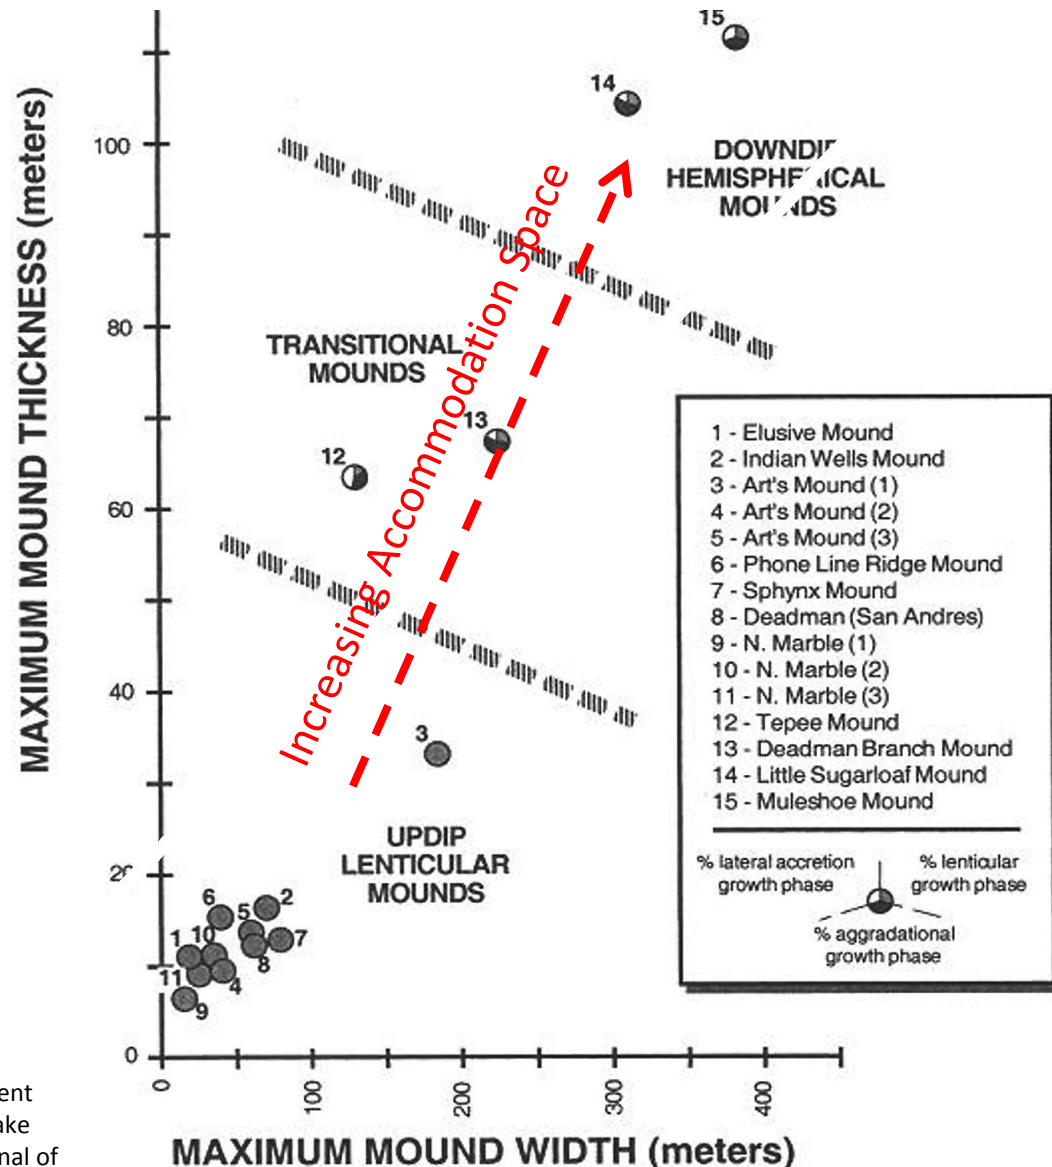 MAXIMUM MOUND THICKNESS (meters)
100
80
60
40
0
15
14
DOWNDIP
HEMISPHERICAL
MOUNDS
Increasing Accommodation Space
TRANSITIONAL
MOUNDS
13
12
3
UPDIP
LENTICULAR
MOUNDS
6
2
5
1
10
7
8
11
4
9
1 - Elusive Mound
2 - Indian Wells Mound
3 - Art's Mound (1)
4 - Art's Mound (2)
5 - Art's Mound (3)
6 - Phone Line Ridge Mound
7 - Sphynx Mound
8 - Deadman (San Andres)
9 - N. Marble (1)
10 - N. Marble (2)
11 - N. Marble (3)
12 - Tepee Mound
13 - Deadman Branch Mound
14 - Little Sugarloaf Mound
15 - Muleshoe Mound
% lateral accretion
growth phase
% lenticular
growth phase
% aggradational
growth phase
0
100
200
300
400
MAXIMUM MOUND WIDTH (meters)
of